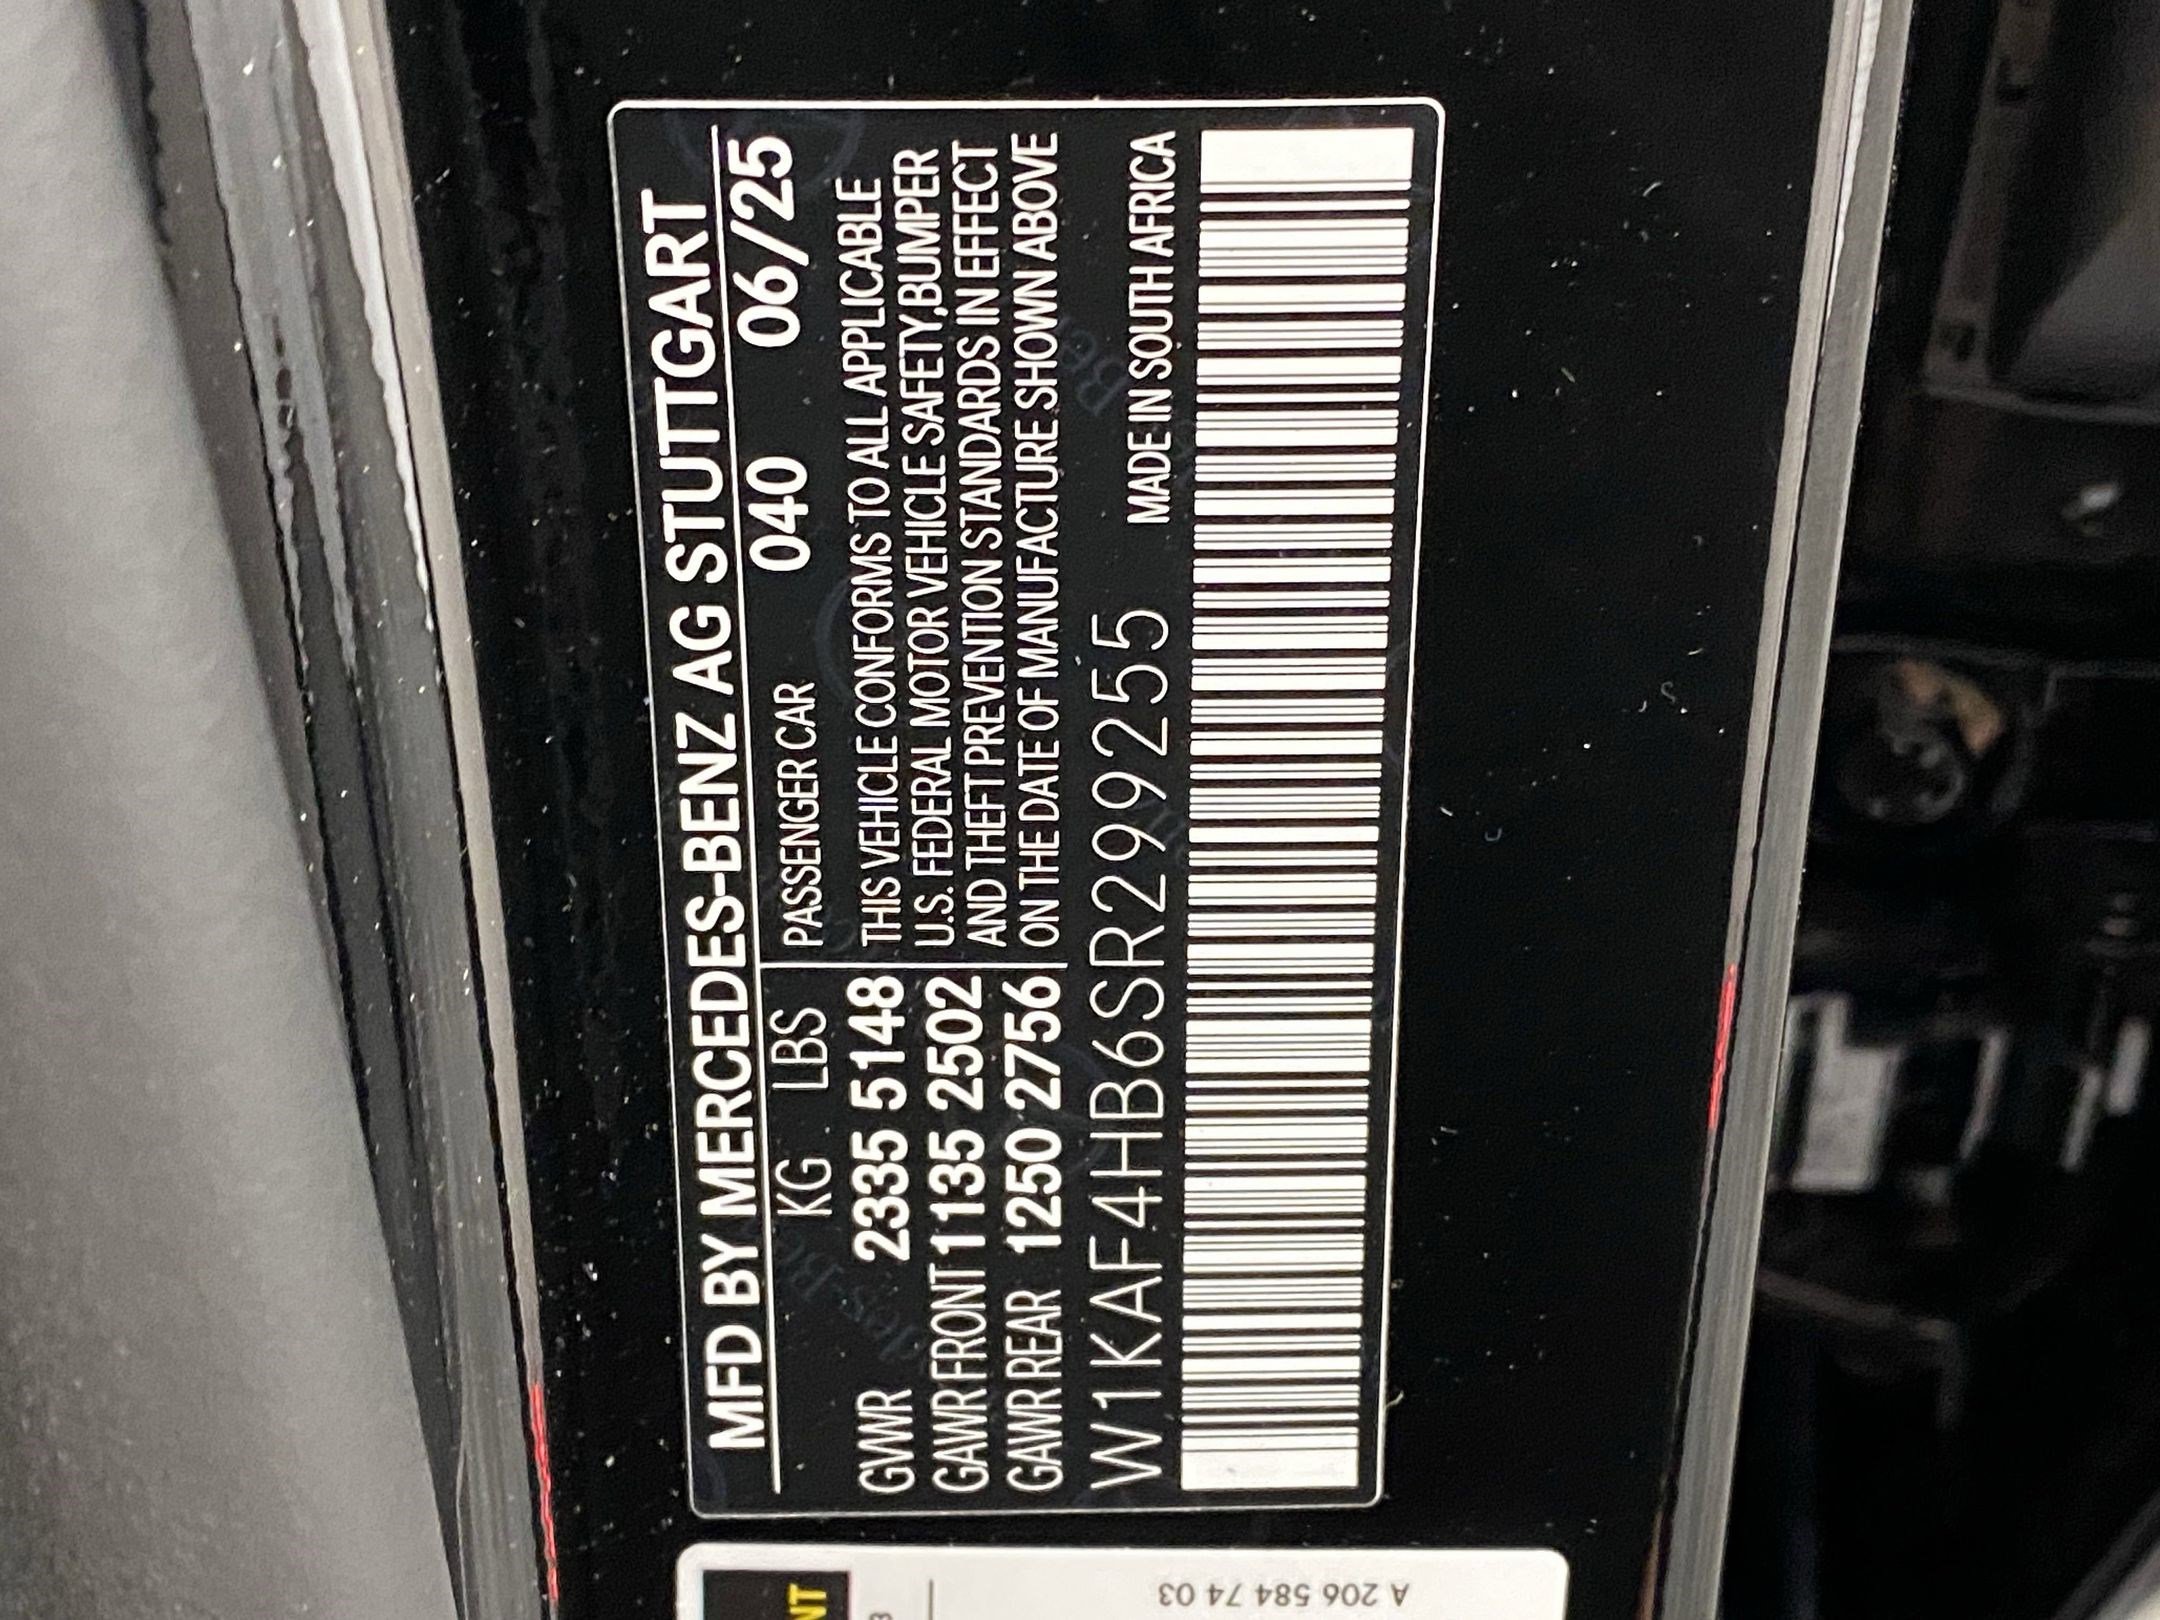 MFD BY MERCEDES-BENZ AG STUTTGART
KG LBS PASSENGER CAR 040 06/25
GVWR 2335 5148 THIS VEHICLE CONFORMS TO ALL APPLICABLE
GAWR FRONT 1135 2502 U.S. FEDERAL MOTOR VEHICLE SAFETY,BUMPER
AND THEFT PREVENTION STANDARDS IN EFFECT
GAWR REAR 1250 2756 ON THE DATE OF MANUFACTURE SHOWN ABOVE
W1KAF4HB6SR299255 MADE IN SOUTH AFRICA
A 206 584 74 03